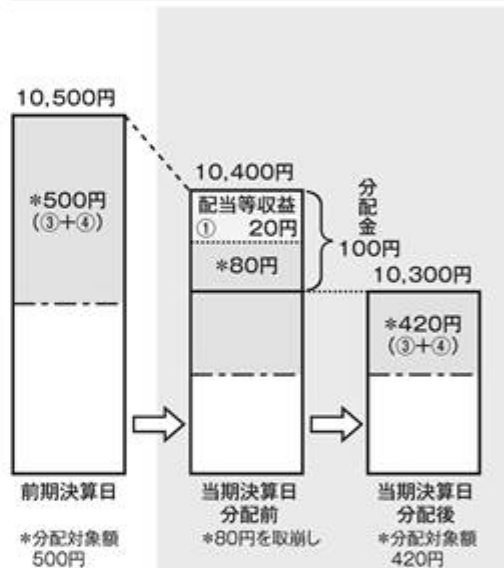 10,500円
*500円
(③+④)
前期決算日
*分配対象額
500円
10,400円
配当等収益
① 20円
*80円
分配金
100円
当期決算日
分配前
*80円を取崩し
10,300円
*420円
(③+④)
当期決算日
分配後
*分配対象額
420円